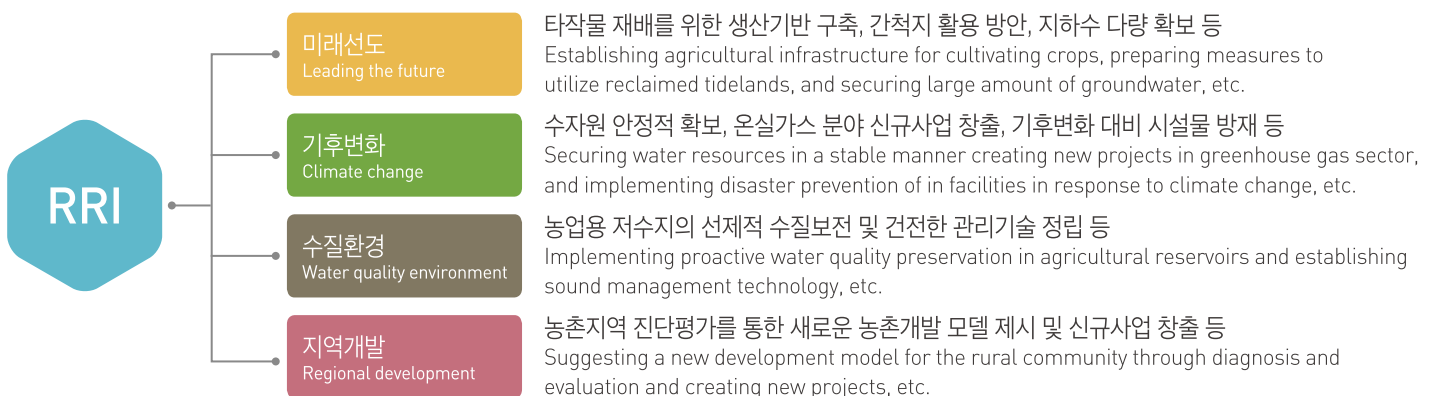 RRI
미래선도
Leading the future
타작물 재배를 위한 생산기반 구축, 간척지 활용 방안, 지하수 다량 확보 등
Establishing agricultural infrastructure for cultivating crops, preparing measures to
utilize reclaimed tidelands, and securing large amount of groundwater, etc.
기후변화
Climate change
수자원 안정적 확보, 온실가스 분야 신규사업 창출, 기후변화 대비 시설물 방재 등
Securing water resources in a stable manner creating new projects in greenhouse gas sector,
and implementing disaster prevention of in facilities in response to climate change, etc.
수질환경
Water quality environment
농업용 저수지의 선제적 수질보전 및 건전한 관리기술 정립 등
Implementing proactive water quality preservation in agricultural reservoirs and establishing
sound management technology, etc.
지역개발
Regional development
농촌지역 진단평가를 통한 새로운 농촌개발 모델 제시 및 신규사업 창출 등
Suggesting a new development model for the rural community through diagnosis and
evaluation and creating new projects, etc.